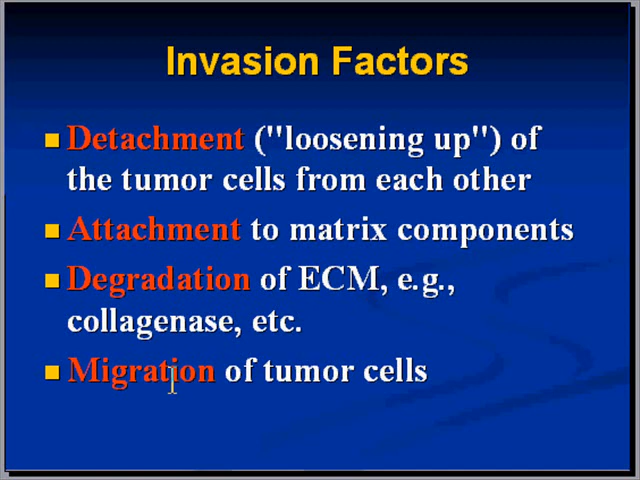 Invasion Factors
Detachment ("loosening up") of
the tumor cells from each other
Attachment to matrix components
Degradation of ECM, e.g.,
collagenase, etc.
Migration of tumor cells